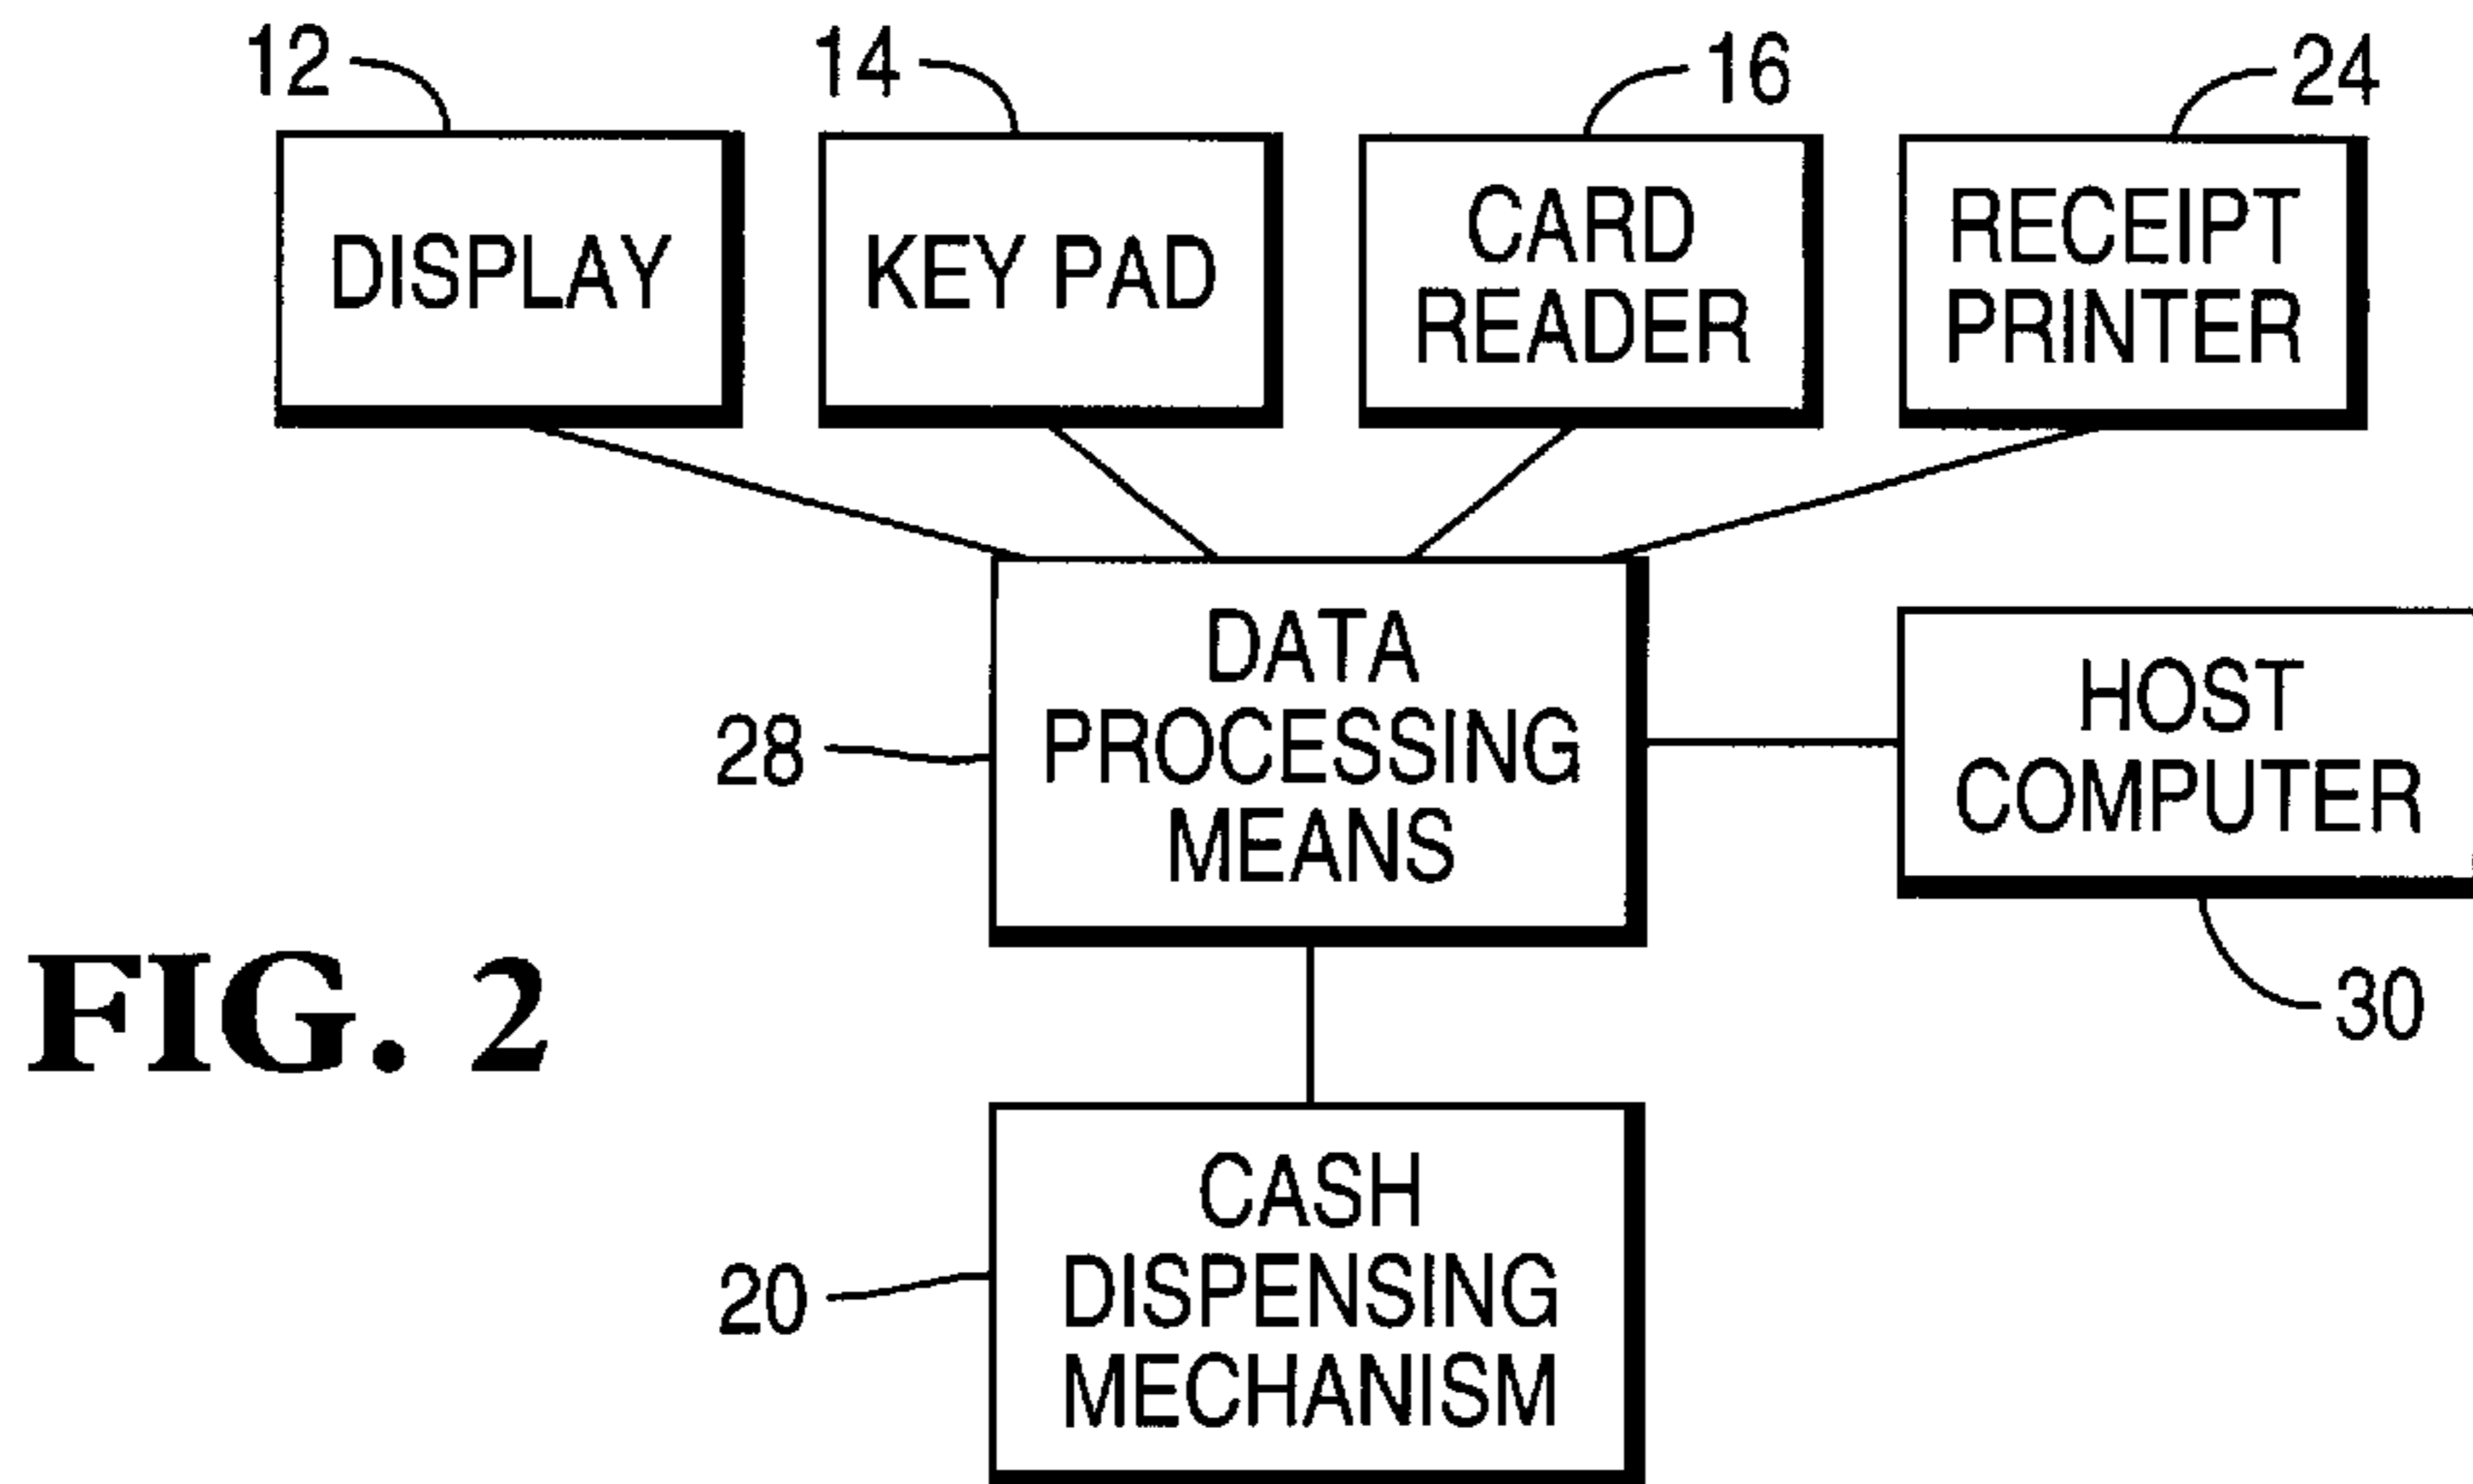 12
14
16
24
DISPLAY
KEY PAD
CARD
READER
RECEIPT
PRINTER
DATA
PROCESSING
MEANS
28
HOST
COMPUTER
30
FIG. 2
CASH
DISPENSING
MECHANISM
20